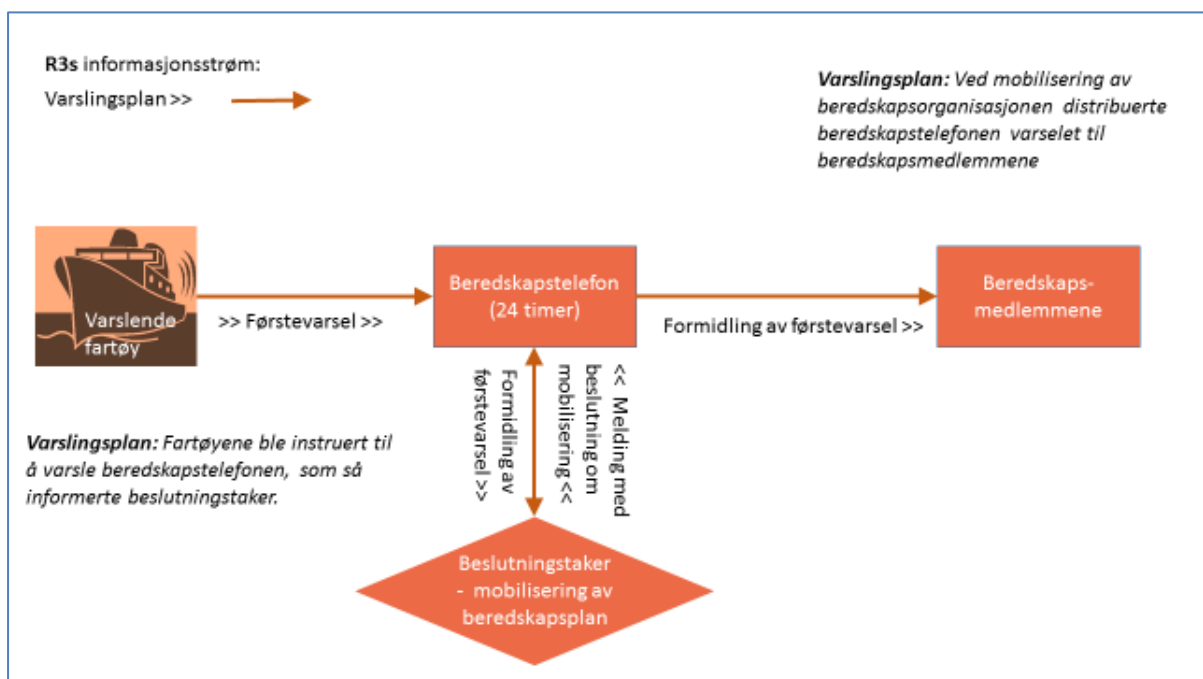 R3s informasjonsstrøm:
Varslingsplan >>
Varslingsplan: Ved mobilisering av
beredskapsorganisasjonen distribuerte
beredskapstelefonen varselet til
beredskapsmedlemmene
Varslende
fartøy
>> Førstevarsel >>
Beredskapstelefon
(24 timer)
Formidling av førstevarsel >>
Beredskaps-
medlemmene
Formidling av
førstevarsel >>
<< Melding med
beslutning om
mobilisering <<
Varslingsplan: Fartøyene ble instruert til
å varsle beredskapstelefonen, som så
informerte beslutningstaker.
Beslutningstaker
- mobilisering av
beredskapsplan